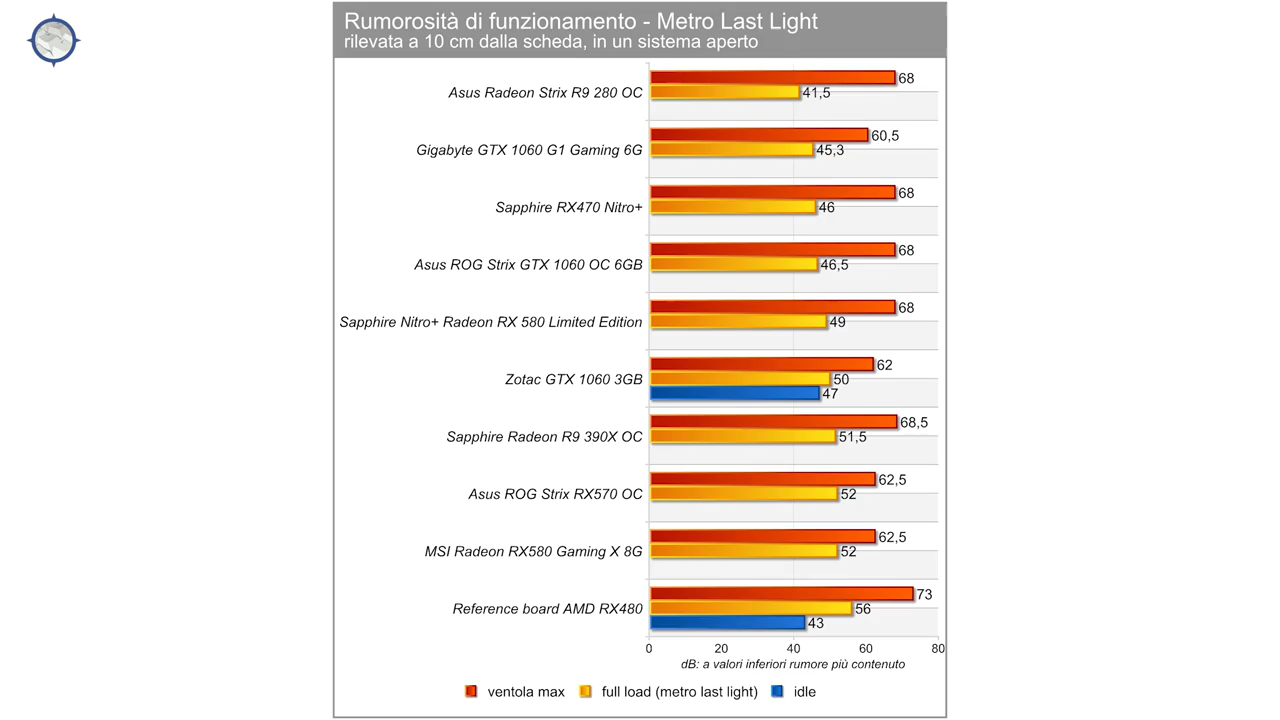 Rumorosità di funzionamento - Metro Last Light
rilevata a 10 cm dalla scheda, in un sistema aperto
Asus Radeon Strix R9 280 OC
68
41,5
Gigabyte GTX 1060 G1 Gaming 6G
60,5
45,3
Sapphire RX470 Nitro+
68
46
Asus ROG Strix GTX 1060 OC 6GB
68
46,5
Sapphire Nitro+ Radeon RX 580 Limited Edition
68
49
Zotac GTX 1060 3GB
62
50
47
Sapphire Radeon R9 390X OC
68,5
51,5
Asus ROG Strix RX570 OC
62,5
52
MSI Radeon RX580 Gaming X 8G
62,5
52
Reference board AMD RX480
73
56
43
0 20 40 60 80
dB: a valori inferiori rumore più contenuto
ventola max full load (metro last light) idle